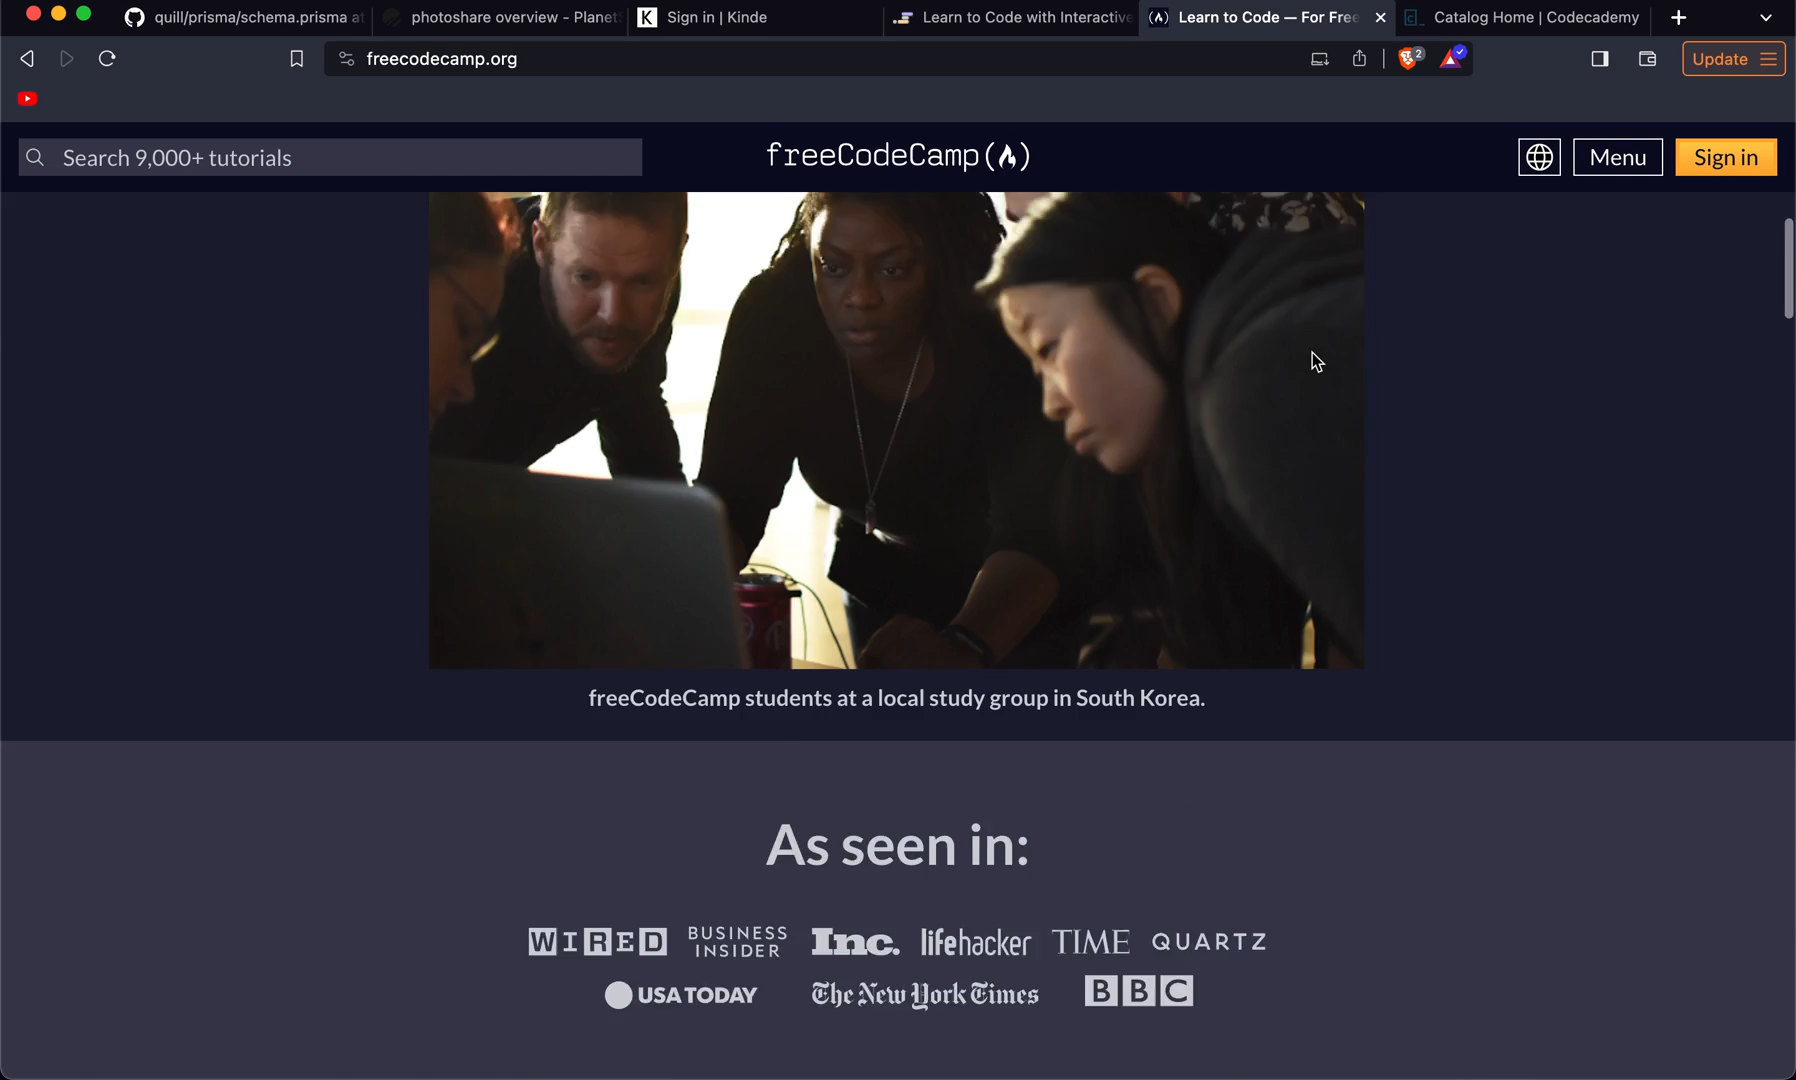 quill/prisma/schema.prisma at
photoshare overview - Planet
Sign in | Kinde
Learn to Code with Interactive
Learn to Code — For Free
Catalog Home | Codecademy
freecodecamp.org
2
Update
Search 9,000+ tutorials
freeCodeCamp(🔥)
Menu
Sign in
freeCodeCamp students at a local study group in South Korea.
As seen in:
WIRED
BUSINESS
INSIDER
Inc.
lifehacker
TIME
QUARTZ
USA TODAY
The New York Times
BBC